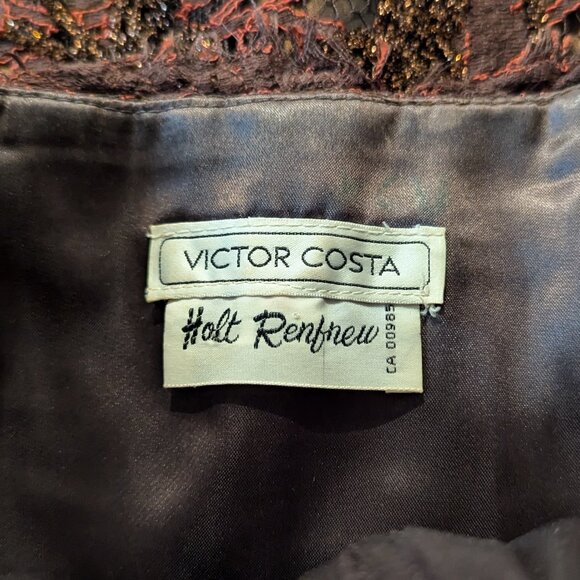 VICTOR COSTA
Holt Renfrew
CA 00985